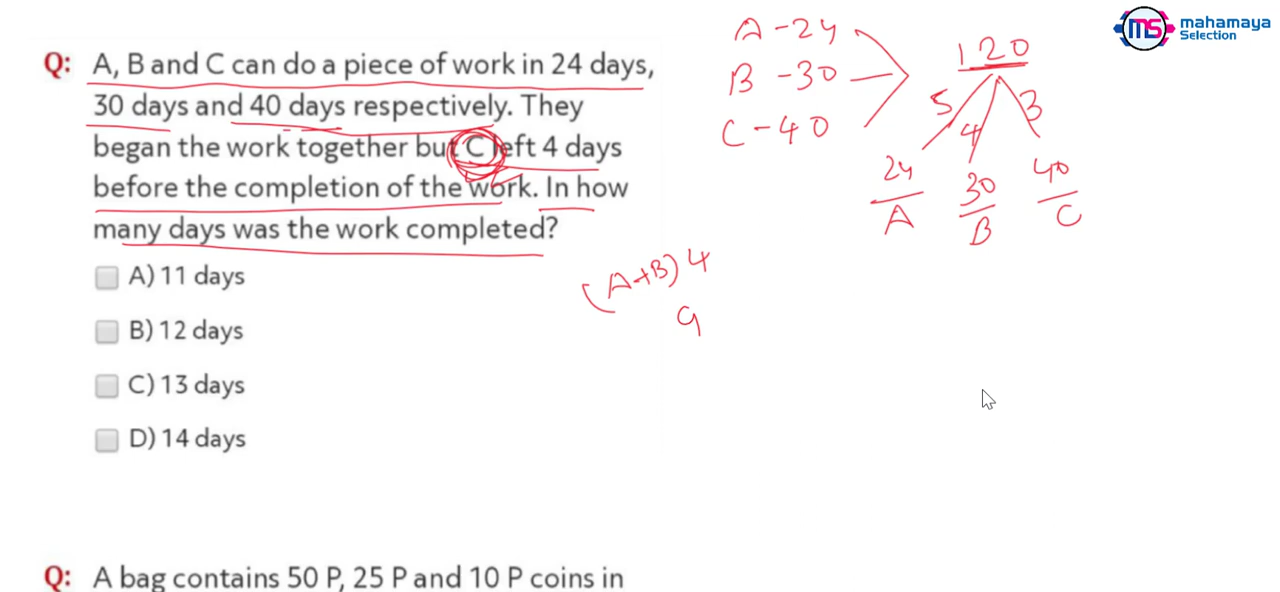 mahamaya
Selection
Q: A, B and C can do a piece of work in 24 days,
30 days and 40 days respectively. They
began the work together but C left 4 days
before the completion of the work. In how
many days was the work completed?
A) 11 days
B) 12 days
C) 13 days
D) 14 days
A - 24
B - 30
C - 40
120
5 4 3
24 30 40
A B C
(A+B) 4
9
Q: A bag contains 50 P, 25 P and 10 P coins in